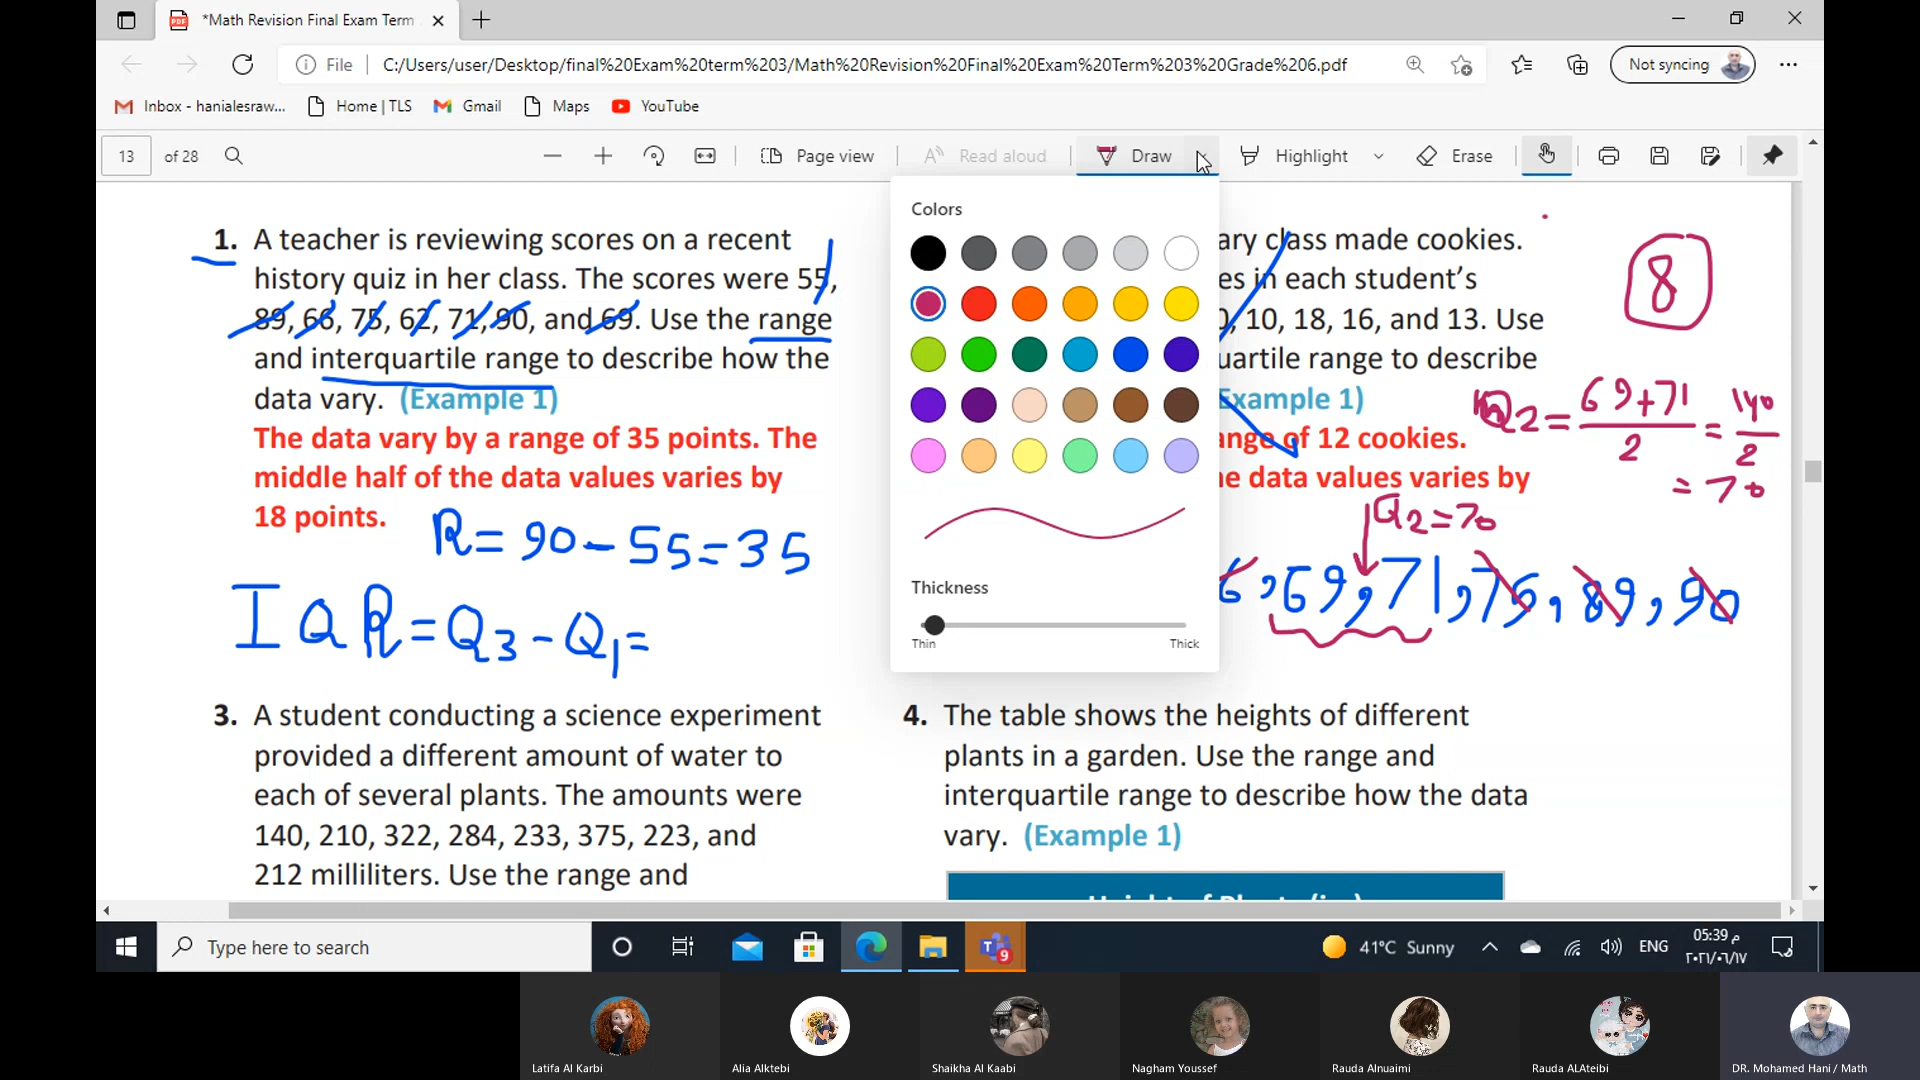 *Math Revision Final Exam Term
File C:/Users/user/Desktop/final%20Exam%20term%203/Math%20Revision%20Final%20Exam%20Term%203%20Grade%206.pdf
Not syncing
Inbox - hanialesraw...
Home | TLS
Gmail
Maps
YouTube
13 of 28
Page view
Read aloud
Draw
Highlight
Erase
1. A teacher is reviewing scores on a recent
history quiz in her class. The scores were 55,
89, 66, 75, 62, 71, 90, and 69. Use the range
and interquartile range to describe how the
data vary. (Example 1)
The data vary by a range of 35 points. The
middle half of the data values varies by
18 points.
R = 90 - 55 = 35
IQR = Q3 - Q1 =
Colors
Thickness
Thin
Thick
ary class made cookies.
es in each student's
0, 10, 18, 16, and 13. Use
uartile range to describe
Example 1)
ange of 12 cookies.
e data values varies by
8
Q2 = 69+71 / 2 = 140 / 2
= 70
Q2 = 70
6, 69, 71, 75, 89, 90
3. A student conducting a science experiment
provided a different amount of water to
each of several plants. The amounts were
140, 210, 322, 284, 233, 375, 223, and
212 milliliters. Use the range and
4. The table shows the heights of different
plants in a garden. Use the range and
interquartile range to describe how the data
vary. (Example 1)
Type here to search
9
41°C Sunny
ENG
05:39 م
٢٠٢١/٠٦/١٧
Latifa Al Karbi
Alia Alktebi
Shaikha Al Kaabi
Nagham Youssef
Rauda Alnuaimi
Rauda ALAteibi
DR. Mohamed Hani / Math